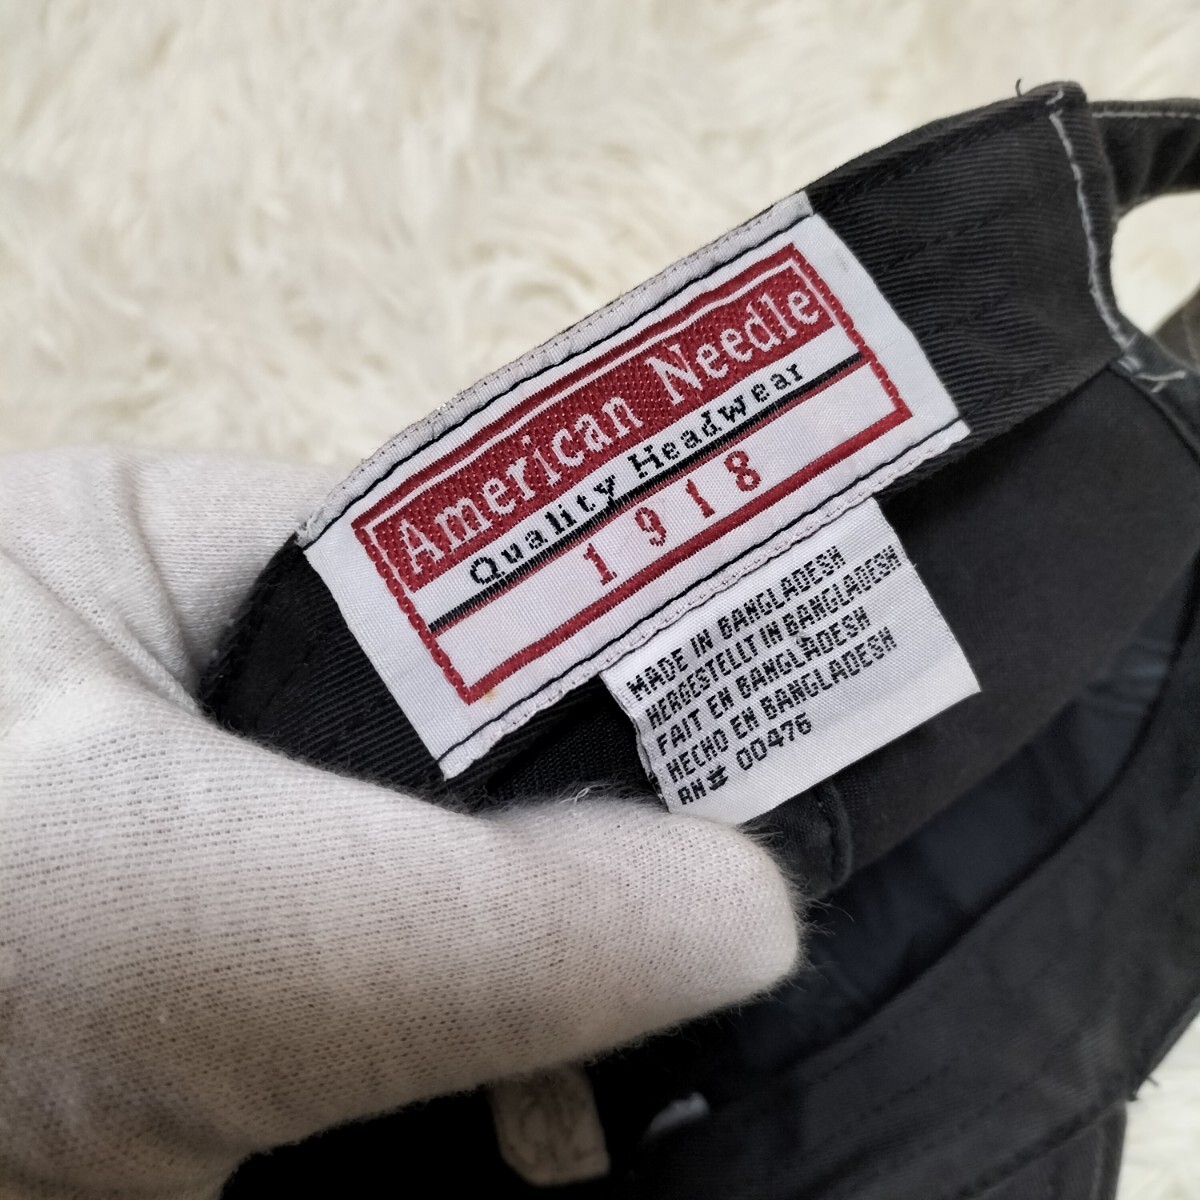 American Needle
Quality Headwear
1918
MADE IN BANGLADESH
HERGESTELLT IN BANGLADESH
FAIT EN BANGLADESH
HECHO EN BANGLADESH
RN# 00476